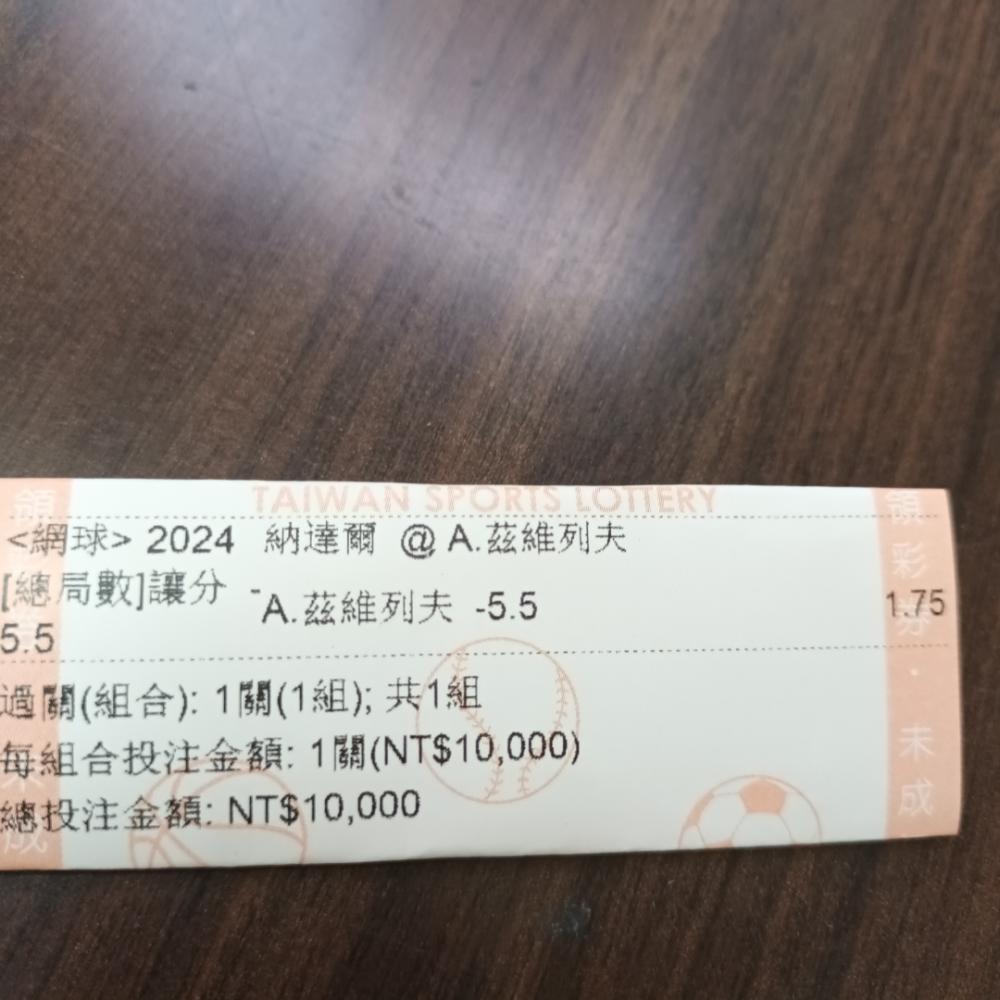 TAIWAN SPORTS LOTTERY
<網球> 2024 納達爾 @ A.茲維列夫
[總局數]讓分 -
5.5
A.茲維列夫 -5.5
1.75
過關(組合): 1關(1組); 共1組
每組合投注金額: 1關(NT$10,000)
總投注金額: NT$10,000
領彩券·未成